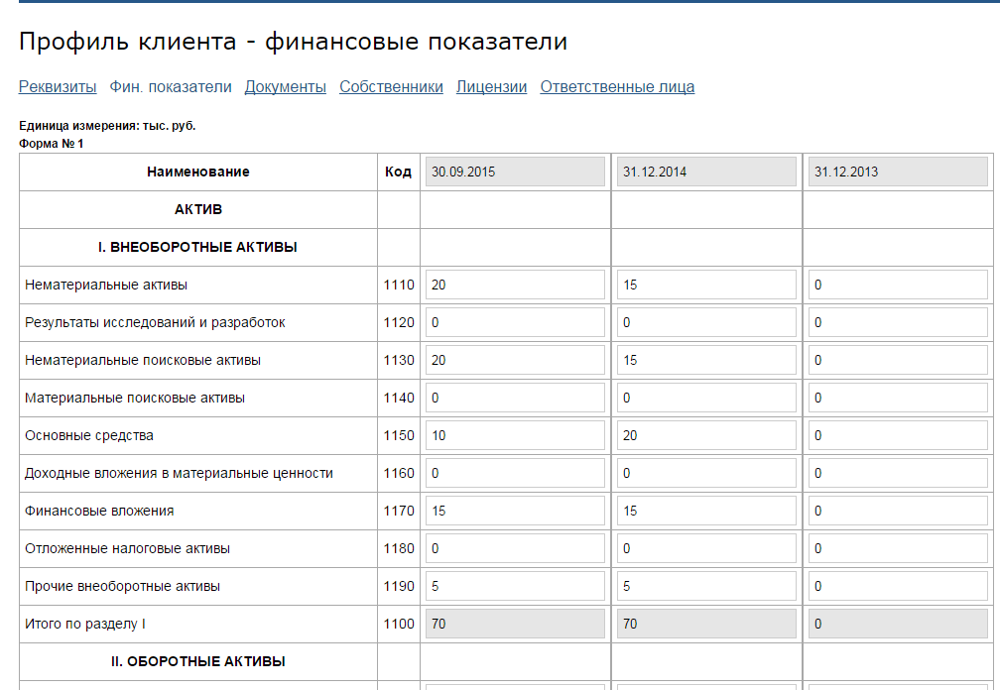 Профиль клиента - финансовые показатели
Реквизиты Фин. показатели Документы Собственники Лицензии Ответственные лица
Единица измерения: тыс. руб.
Форма № 1
Наименование Код 30.09.2015 31.12.2014 31.12.2013
АКТИВ
I. ВНЕОБОРОТНЫЕ АКТИВЫ
Нематериальные активы 1110 20 15 0
Результаты исследований и разработок 1120 0 0 0
Нематериальные поисковые активы 1130 20 15 0
Материальные поисковые активы 1140 0 0 0
Основные средства 1150 10 20 0
Доходные вложения в материальные ценности 1160 0 0 0
Финансовые вложения 1170 15 15 0
Отложенные налоговые активы 1180 0 0 0
Прочие внеоборотные активы 1190 5 5 0
Итого по разделу I 1100 70 70 0
II. ОБОРОТНЫЕ АКТИВЫ